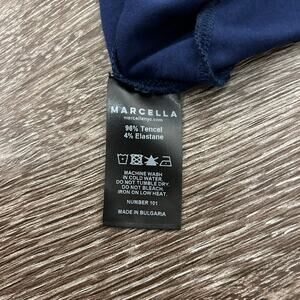 MARCELLA
marcellanyc.com
96% Tencel
4% Elastane
MACHINE WASH
IN COLD WATER.
DO NOT TUMBLE DRY.
DO NOT BLEACH.
IRON ON LOW HEAT.
NUMBER 101
MADE IN BULGARIA